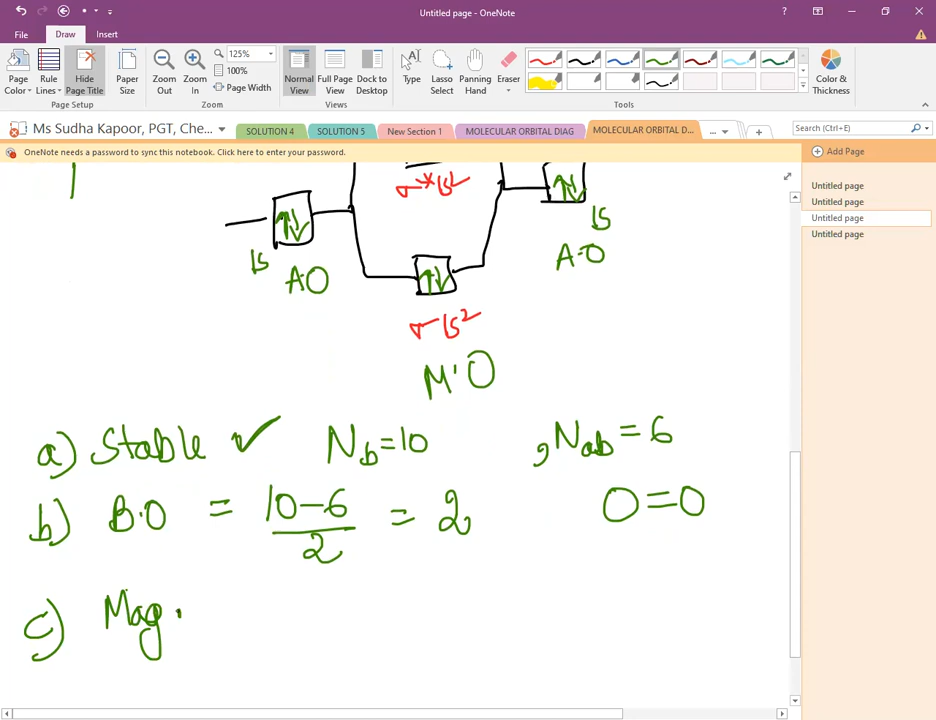 Untitled page - OneNote
?
File Draw Insert
Page Color Rule Lines Hide Page Title Paper Size Zoom Out Zoom In 125% 100% Page Width Normal View Full Page View Dock to Desktop Type Lasso Select Panning Hand Eraser Color & Thickness
Page Setup Zoom Views Tools
Ms Sudha Kapoor, PGT, Che... SOLUTION 4 SOLUTION 5 New Section 1 MOLECULAR ORBITAL DIAG MOLECULAR ORBITAL D... ... Search (Ctrl+E)
OneNote needs a password to sync this notebook. Click here to enter your password.
Add Page
Untitled page
Untitled page
Untitled page
Untitled page
σ*1s²
1s 1s
A·O A·O
σ1s²
M·O
a) Stable ✓ Nb=10 , Nab=6
b) B·O = 10-6/2 = 2 O=O
c) Mag.